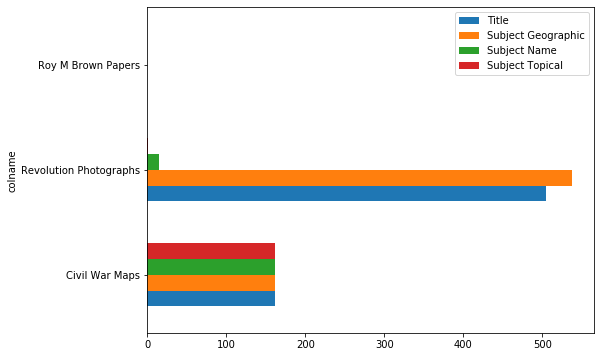 Title
Subject Geographic
Subject Name
Subject Topical
colname
Roy M Brown Papers
Revolution Photographs
Civil War Maps
0 100 200 300 400 500